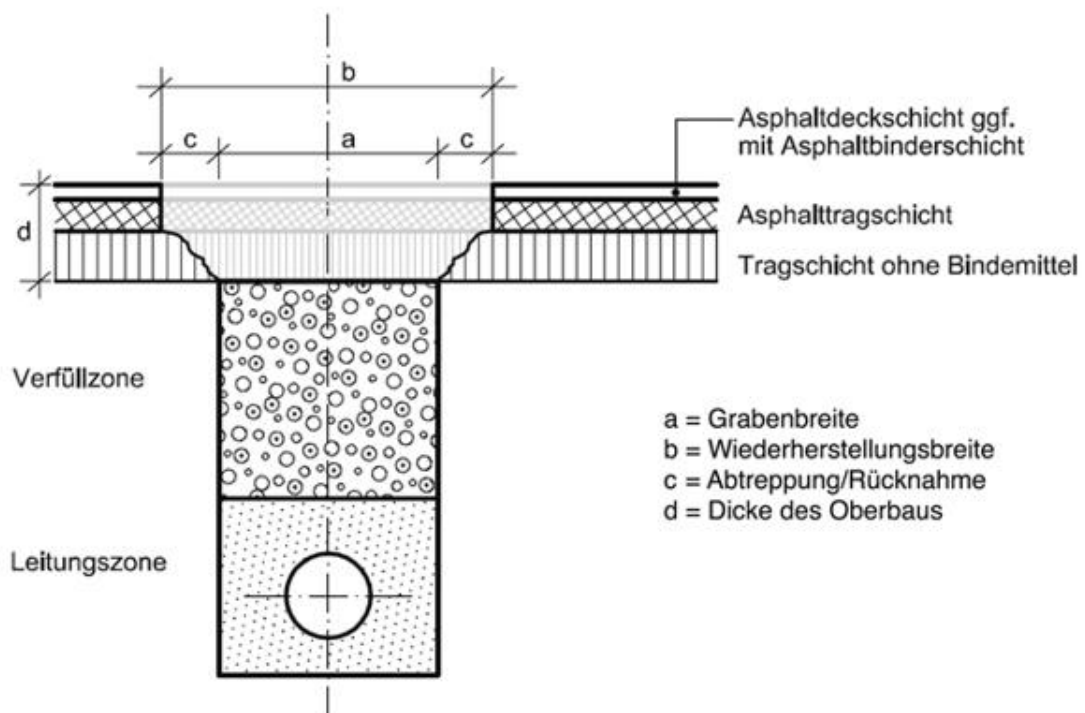 b
c
a
c
Asphaltdeckschicht ggf.
mit Asphaltbinderschicht
d
Asphalttragschicht
Tragschicht ohne Bindemittel
Verfüllzone
a = Grabenbreite
b = Wiederherstellungsbreite
c = Abtreppung/Rücknahme
d = Dicke des Oberbaus
Leitungszone